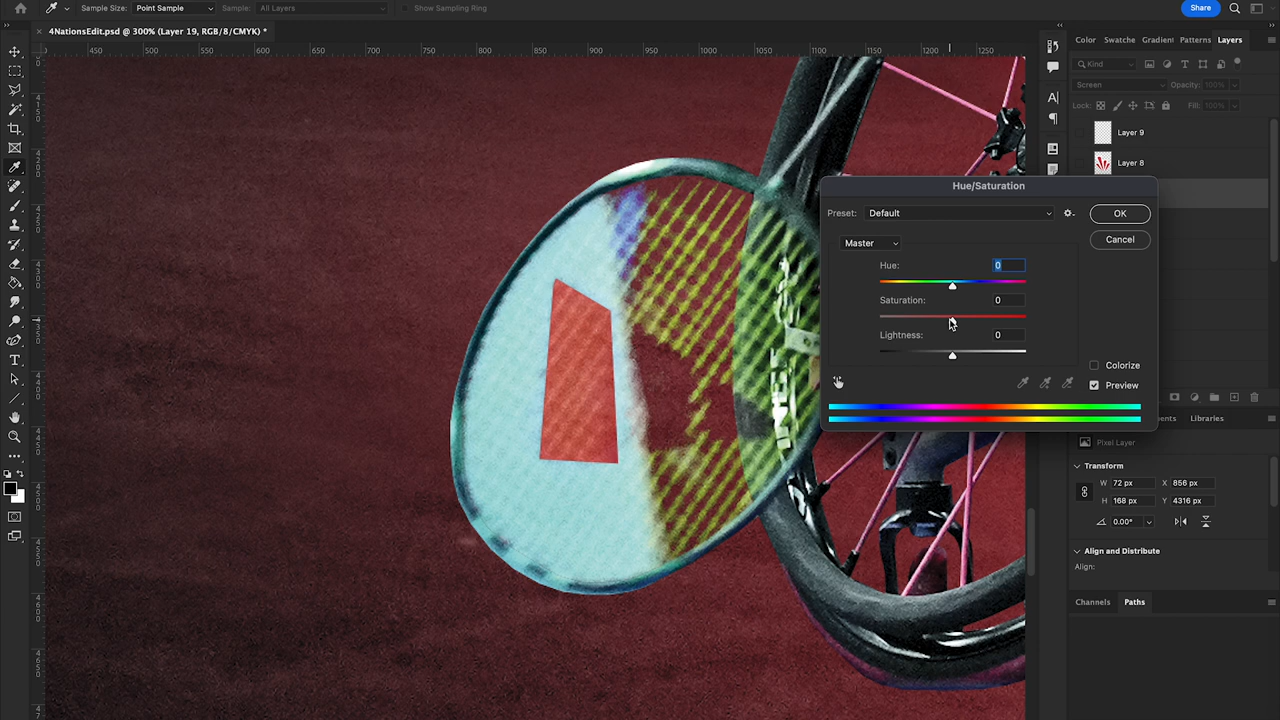 Sample Size: Point Sample Sample: All Layers Show Sampling Ring Share
4NationsEdit.psd @ 300% (Layer 19, RGB/8/CMYK) *
Color Swatche Gradient Patterns Layers
450 500 550 600 650 700 750 800 850 900 950 1000 1050 1100 1150 1200 1250
Kind
Screen Opacity: 100%
Lock: Fill: 100%
Layer 9
Layer 8
Hue/Saturation
Preset: Default OK
Cancel
Master
Hue: 0
Saturation: 0
Lightness: 0
Colorize
Preview
Libraries
Pixel Layer
Transform
W 72 px X 856 px
H 168 px Y 4316 px
0.00°
Align and Distribute
Align:
Channels Paths